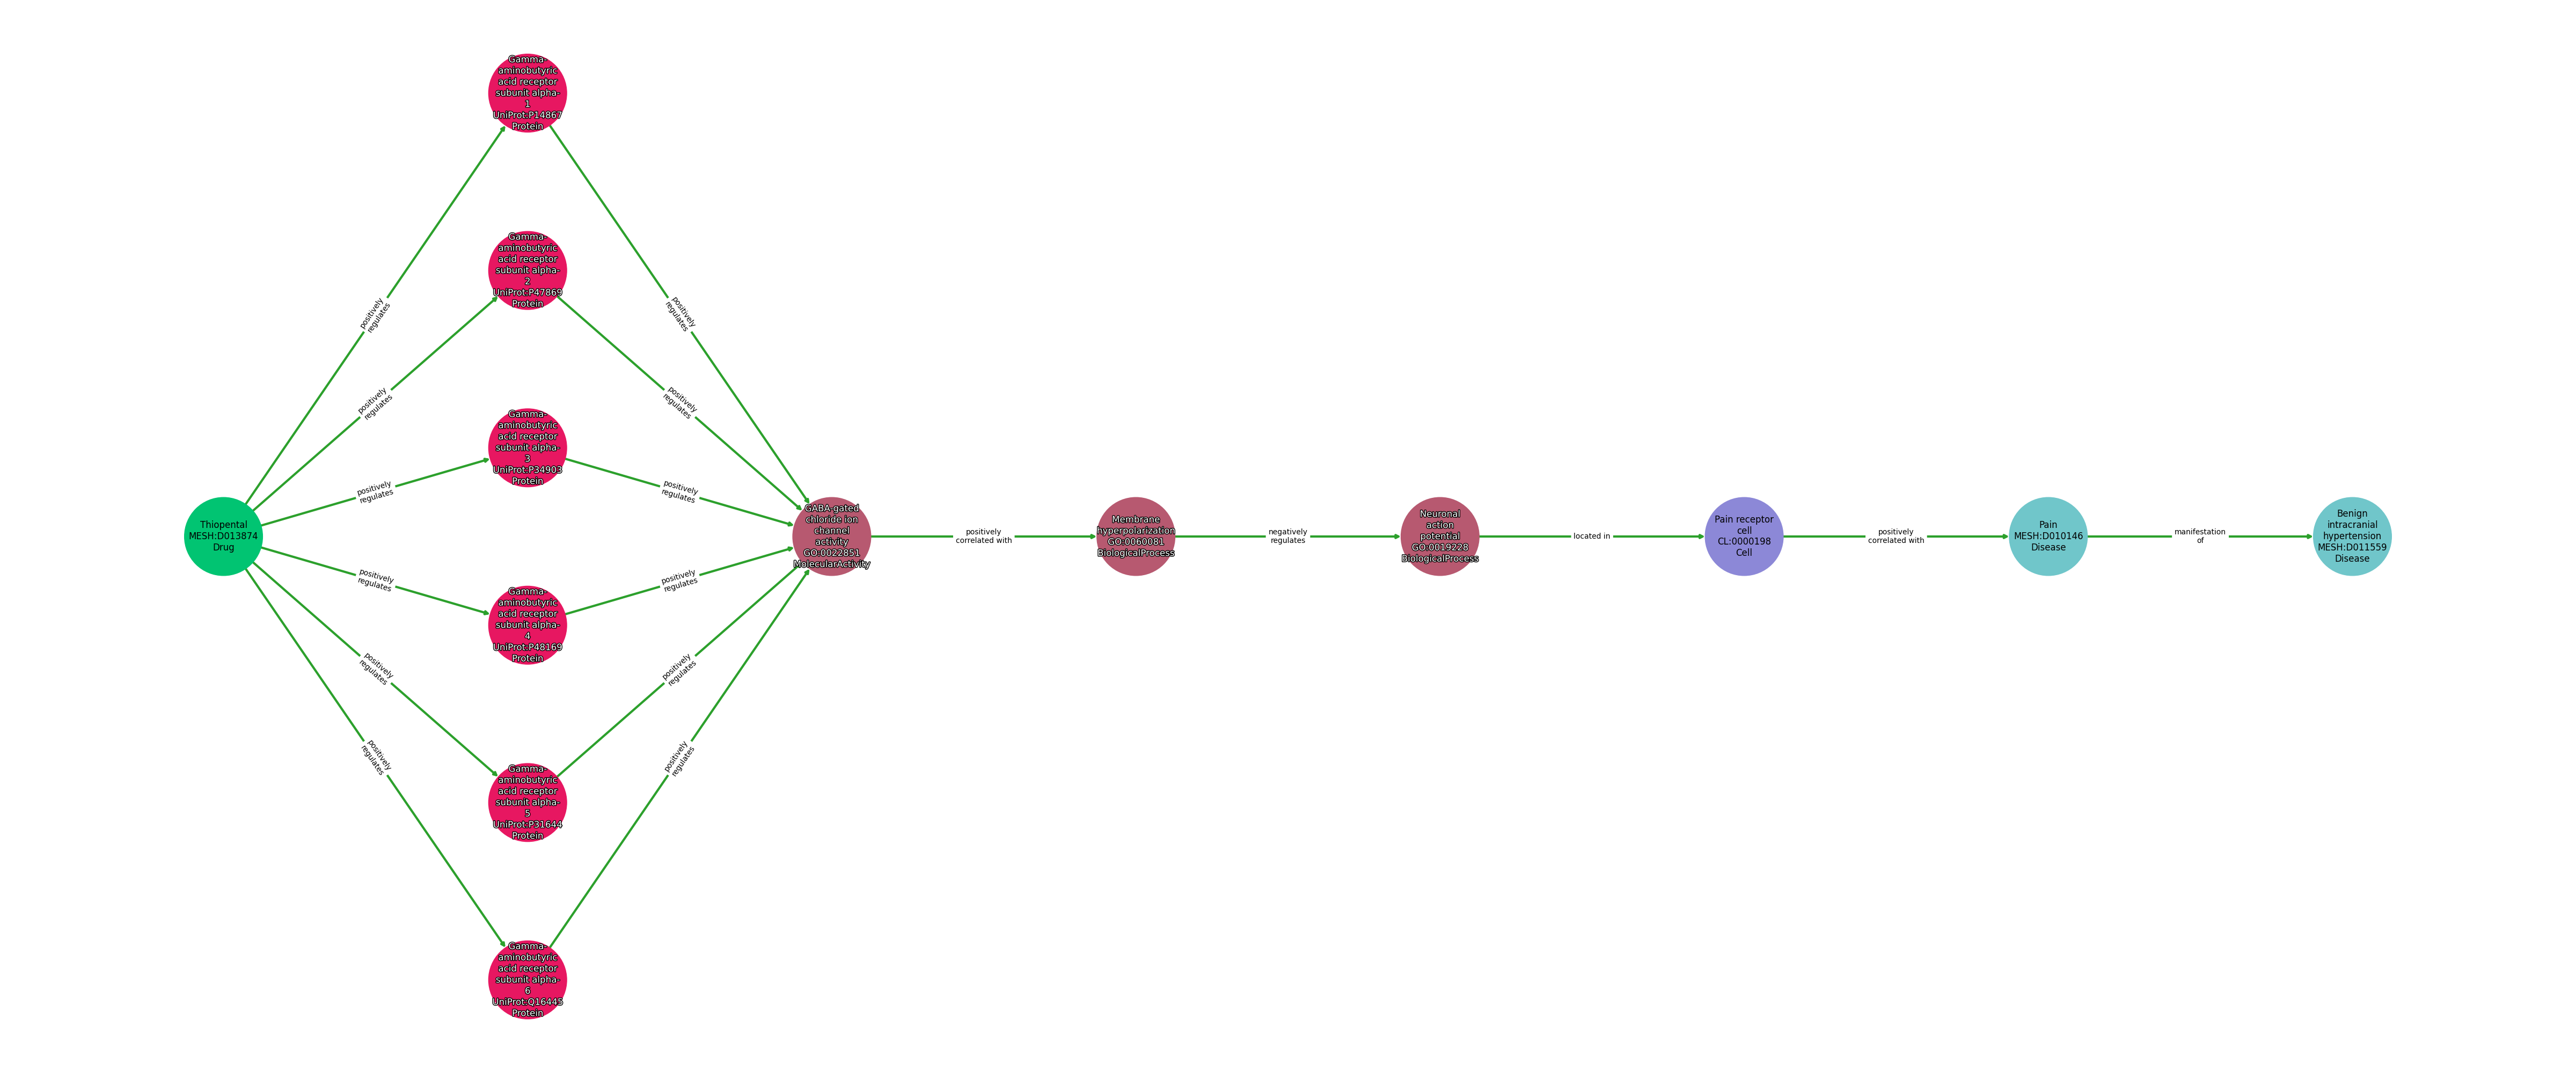 Gamma-
aminobutyric
acid receptor
subunit alpha-
1
UniProt:P14867
Protein
Gamma-
aminobutyric
acid receptor
subunit alpha-
2
UniProt:P47869
Protein
positively
regulates
positively
regulates
positively
regulates
positively
regulates
Gamma-
aminobutyric
acid receptor
subunit alpha-
3
UniProt:P34903
Protein
positively
regulates
positively
regulates
Thiopental
MESH:D013874
Drug
GABA-gated
chloride ion
channel
activity
GO:0022851
MolecularActivity
positively
correlated with
Membrane
hyperpolarization
GO:0060081
BiologicalProcess
negatively
regulates
Neuronal
action
potential
GO:0019228
BiologicalProcess
located in
Pain receptor
cell
CL:0000198
Cell
positively
correlated with
Pain
MESH:D010146
Disease
manifestation
of
Benign
intracranial
hypertension
MESH:D011559
Disease
positively
regulates
positively
regulates
Gamma-
aminobutyric
acid receptor
subunit alpha-
4
UniProt:P48169
Protein
positively
regulates
positively
regulates
positively
regulates
positively
regulates
Gamma-
aminobutyric
acid receptor
subunit alpha-
5
UniProt:P31644
Protein
Gamma-
aminobutyric
acid receptor
subunit alpha-
6
UniProt:Q16445
Protein